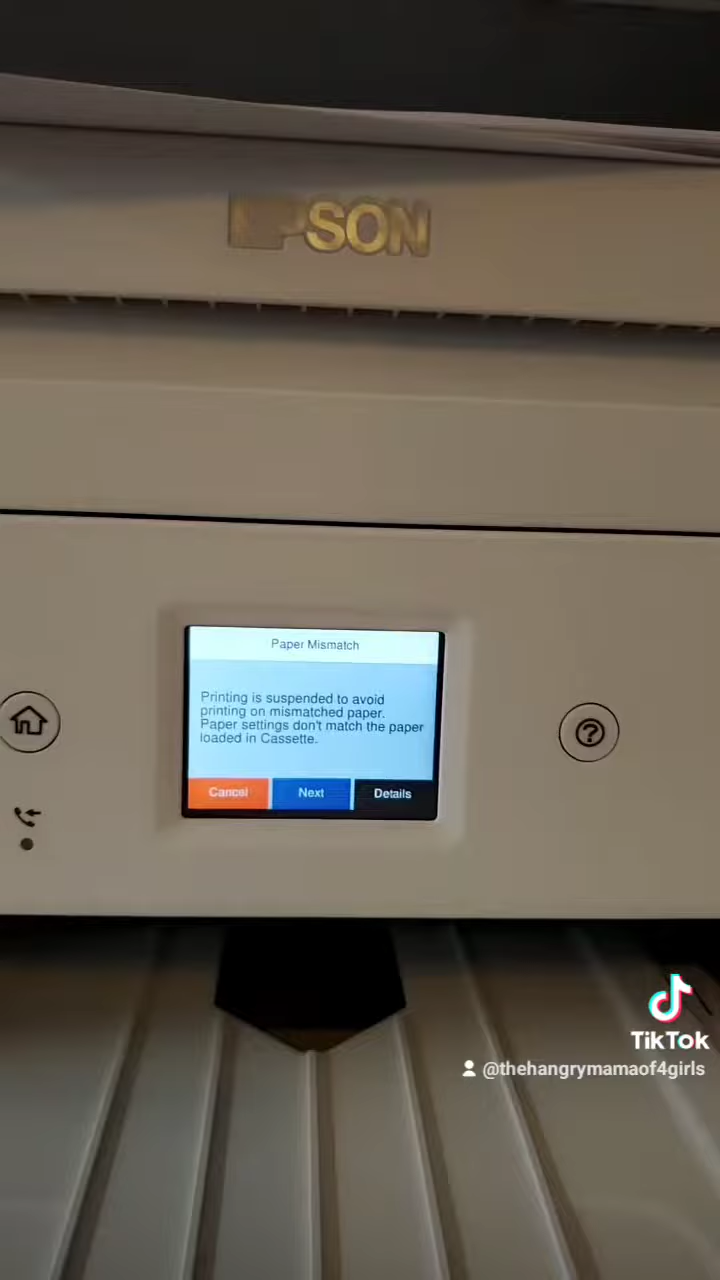 EPSON
Paper Mismatch
Printing is suspended to avoid
printing on mismatched paper.
Paper settings don't match the paper
loaded in Cassette.
Cancel Next Details
TikTok
@thehangrymamaof4girls